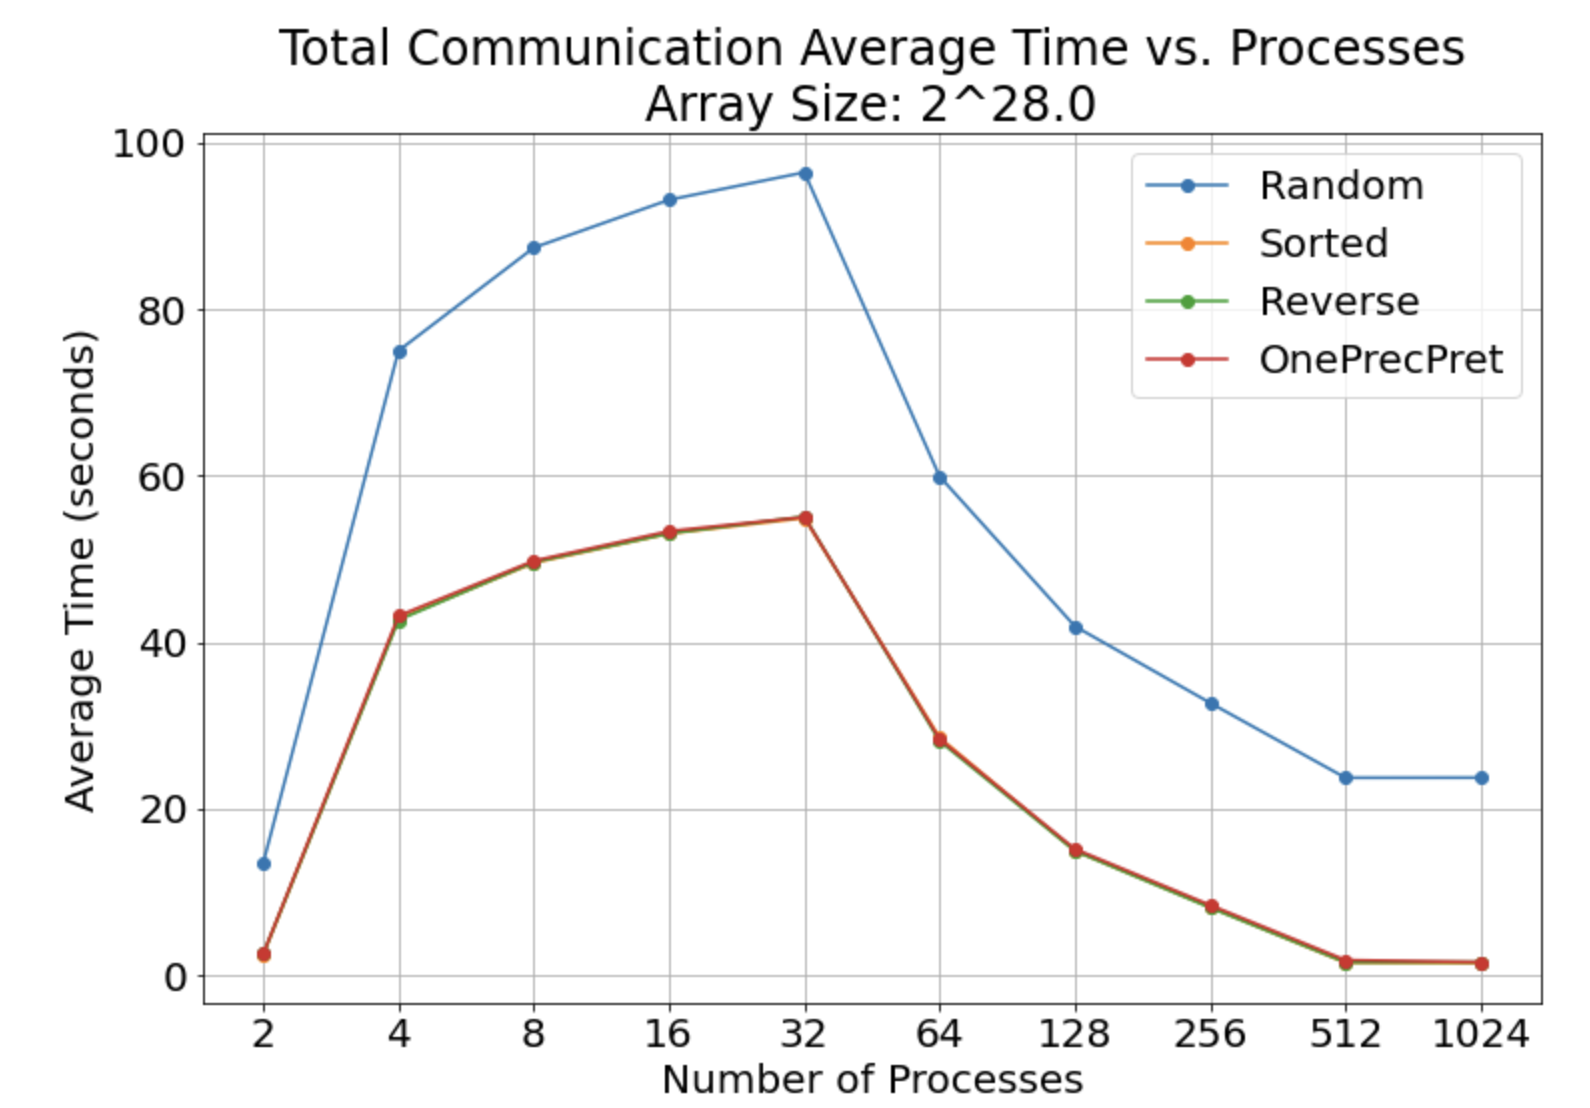 Total Communication Average Time vs. Processes
Array Size: 2^28.0
100
80
60
40
20
0
Average Time (seconds)
Random
Sorted
Reverse
OnePrecPret
2 4 8 16 32 64 128 256 512 1024
Number of Processes